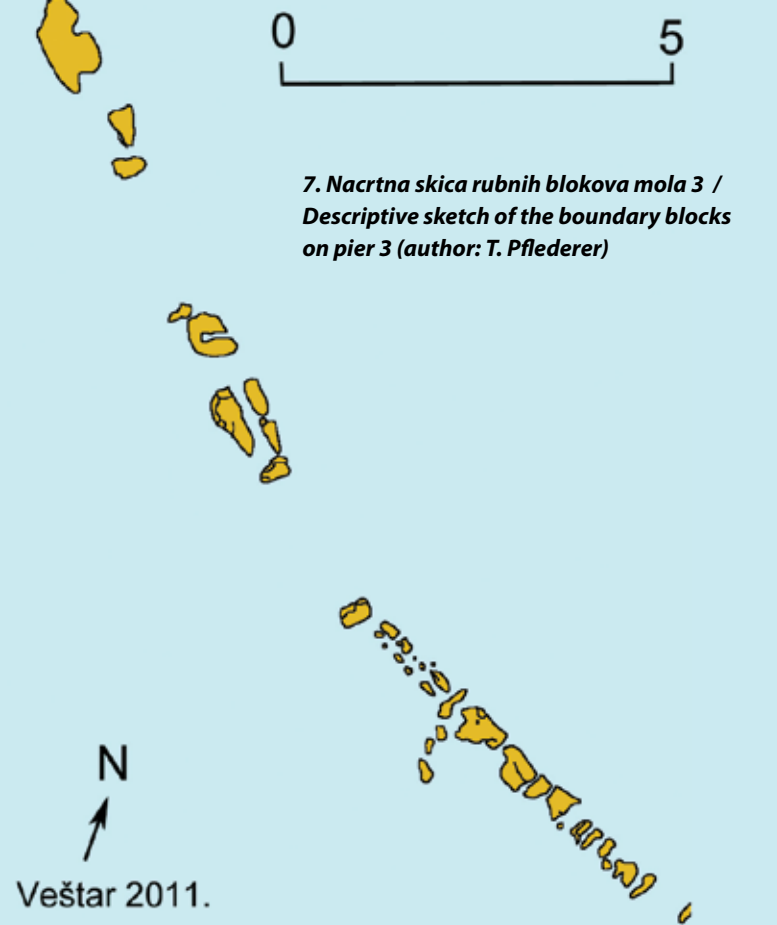 0 5
7. Nacrtna skica rubnih blokova mola 3 /
Descriptive sketch of the boundary blocks
on pier 3 (author: T. Pflederer)
N
Veštar 2011.